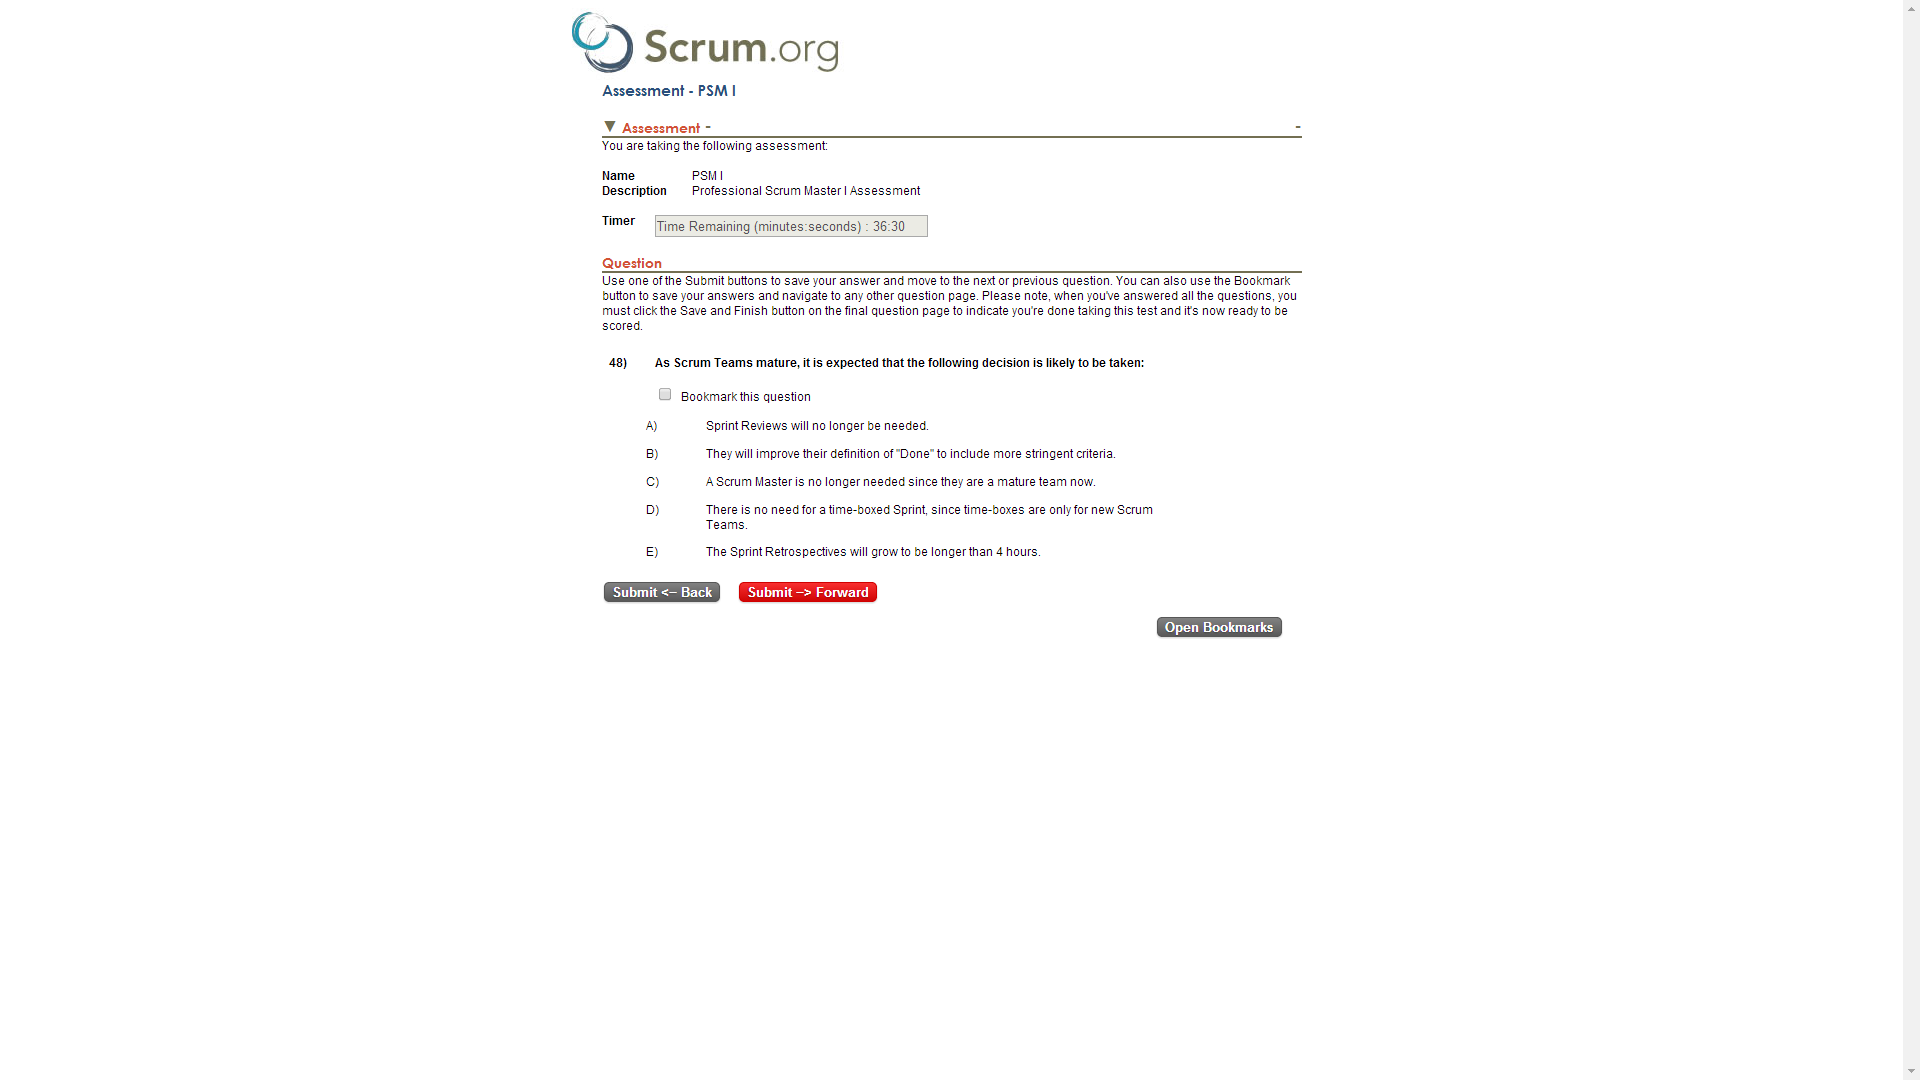 Scrum.org
Assessment - PSM I
▼ Assessment - -
You are taking the following assessment:
Name PSM I
Description Professional Scrum Master I Assessment
Timer Time Remaining (minutes:seconds) : 36:30
Question
Use one of the Submit buttons to save your answer and move to the next or previous question. You can also use the Bookmark
button to save your answers and navigate to any other question page. Please note, when you've answered all the questions, you
must click the Save and Finish button on the final question page to indicate you're done taking this test and it's now ready to be
scored.
48) As Scrum Teams mature, it is expected that the following decision is likely to be taken:
Bookmark this question
A) Sprint Reviews will no longer be needed.
B) They will improve their definition of "Done" to include more stringent criteria.
C) A Scrum Master is no longer needed since they are a mature team now.
D) There is no need for a time-boxed Sprint, since time-boxes are only for new Scrum
Teams.
E) The Sprint Retrospectives will grow to be longer than 4 hours.
Submit <-- Back Submit --> Forward
Open Bookmarks